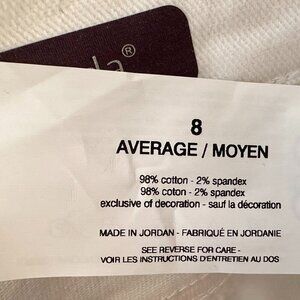 la®
8
AVERAGE / MOYEN
98% cotton - 2% spandex
98% coton - 2% spandex
exclusive of decoration - sauf la décoration
MADE IN JORDAN - FABRIQUÉ EN JORDANIE
SEE REVERSE FOR CARE -
VOIR LES INSTRUCTIONS D'ENTRETIEN AU DOS